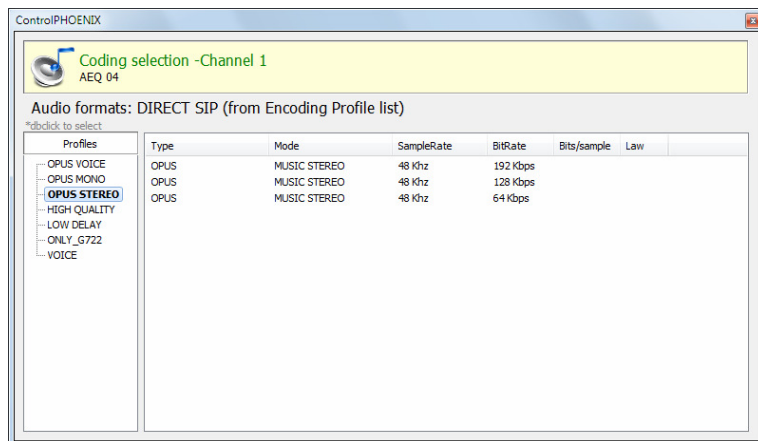 ControlPHOENIX
Coding selection -Channel 1
AEQ 04
Audio formats: DIRECT SIP (from Encoding Profile list)
*dbclick to select
Profiles
OPUS VOICE
OPUS MONO
OPUS STEREO
HIGH QUALITY
LOW DELAY
ONLY_G722
VOICE
Type Mode SampleRate BitRate Bits/sample Law
OPUS MUSIC STEREO 48 Khz 192 Kbps
OPUS MUSIC STEREO 48 Khz 128 Kbps
OPUS MUSIC STEREO 48 Khz 64 Kbps